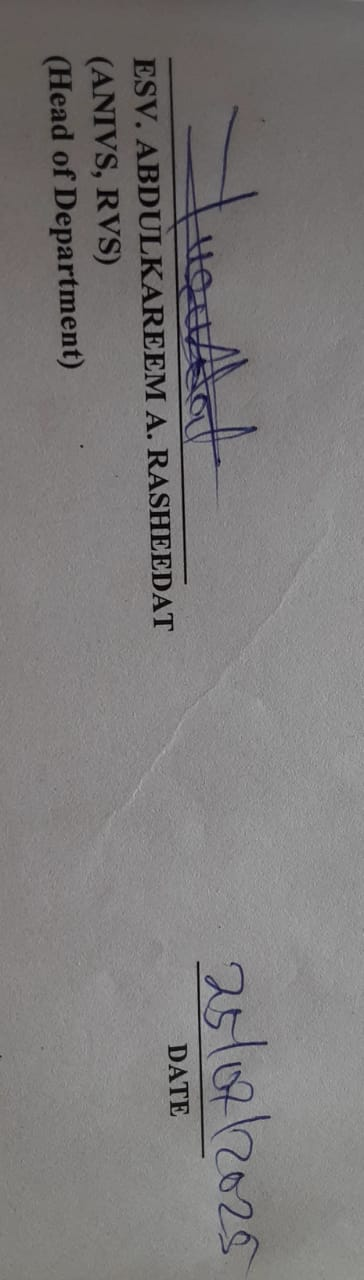 25/07/2025
ESV. ABDULKAREEM A. RASHEEDAT
DATE
(ANIVS, RVS)
(Head of Department)